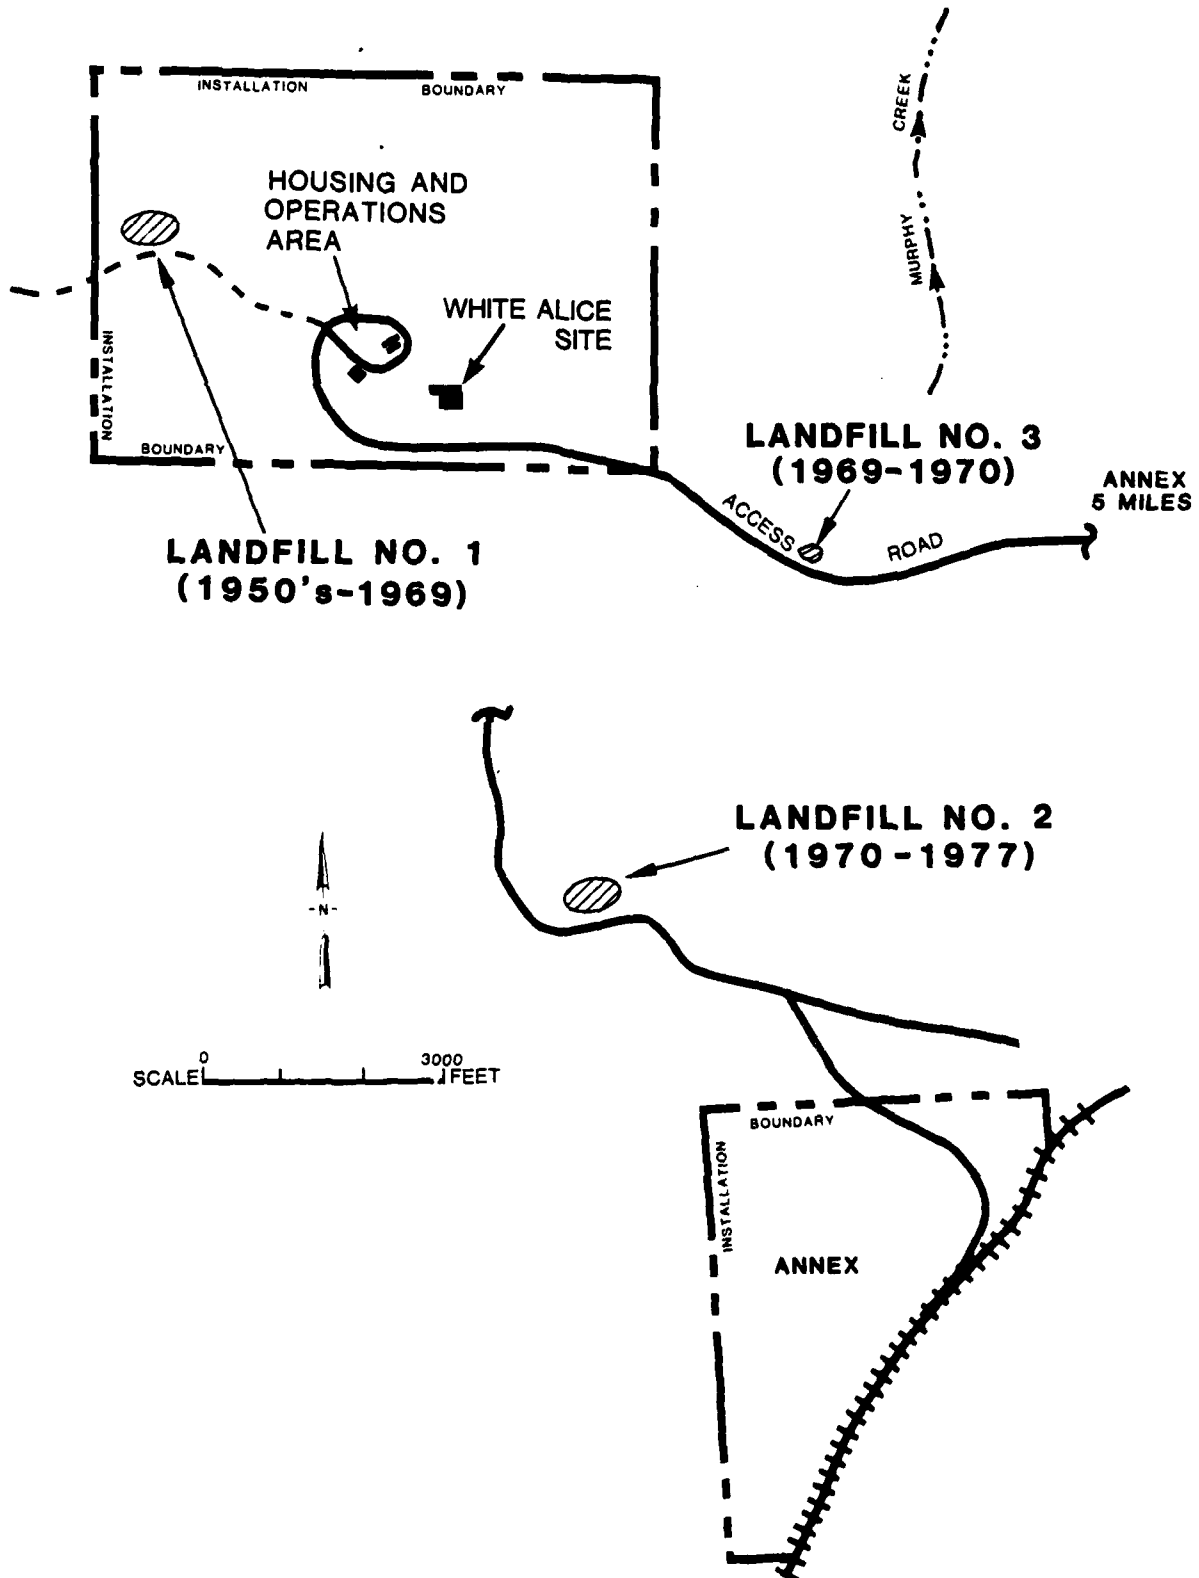 INSTALLATION BOUNDARY
CREEK
MURPHY
HOUSING AND
OPERATIONS
AREA
WHITE ALICE
SITE
INSTALLATION
BOUNDARY
LANDFILL NO. 3
(1969-1970)
ANNEX
5 MILES
ACCESS ROAD
LANDFILL NO. 1
(1950's-1969)
LANDFILL NO. 2
(1970-1977)
-N-
0 3000
SCALE FEET
BOUNDARY
INSTALLATION
ANNEX